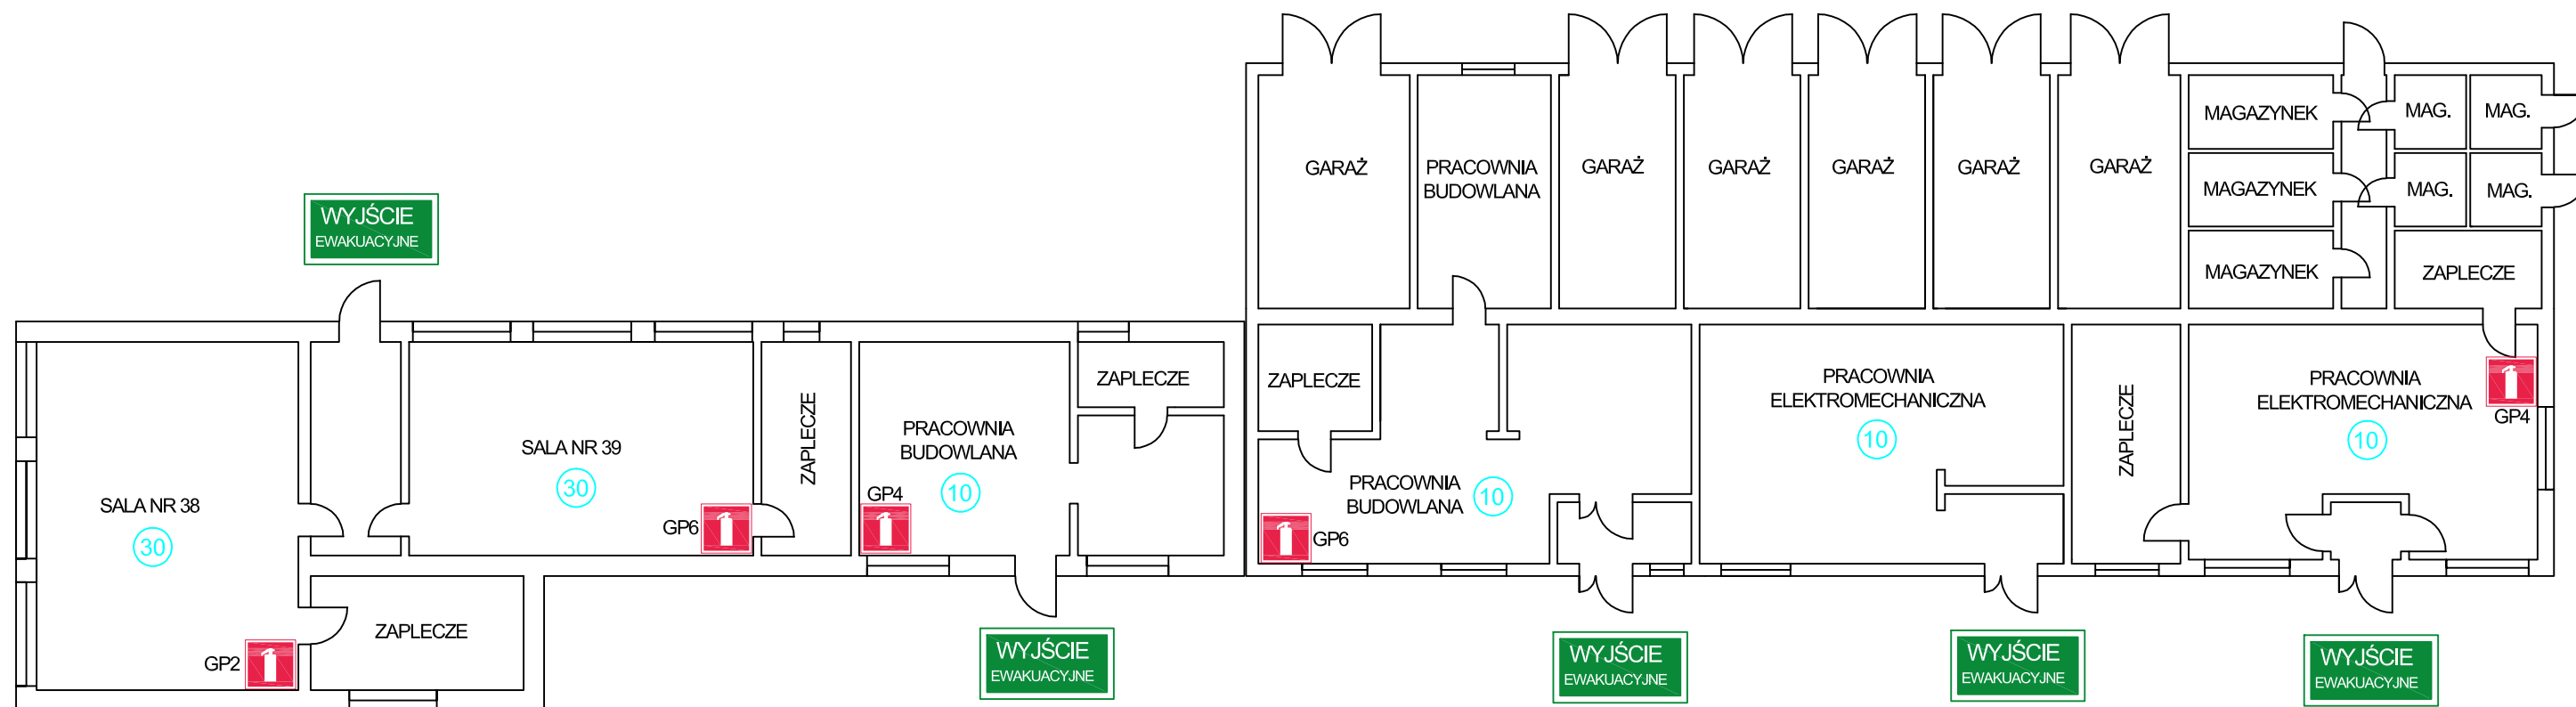 WYJŚCIE
EWAKUACYJNE
SALA NR 38
30
GP2
ZAPLECZE
SALA NR 39
30
GP6
ZAPLECZE
PRACOWNIA
BUDOWLANA
10
GP4
ZAPLECZE
WYJŚCIE
EWAKUACYJNE
GARAŻ
PRACOWNIA
BUDOWLANA
GARAŻ
GARAŻ
GARAŻ
GARAŻ
GARAŻ
MAGAZYNEK
MAG.
MAG.
MAGAZYNEK
MAG.
MAG.
MAGAZYNEK
ZAPLECZE
ZAPLECZE
PRACOWNIA
BUDOWLANA
10
GP6
PRACOWNIA
ELEKTROMECHANICZNA
10
ZAPLECZE
PRACOWNIA
ELEKTROMECHANICZNA
10
GP4
WYJŚCIE
EWAKUACYJNE
WYJŚCIE
EWAKUACYJNE
WYJŚCIE
EWAKUACYJNE